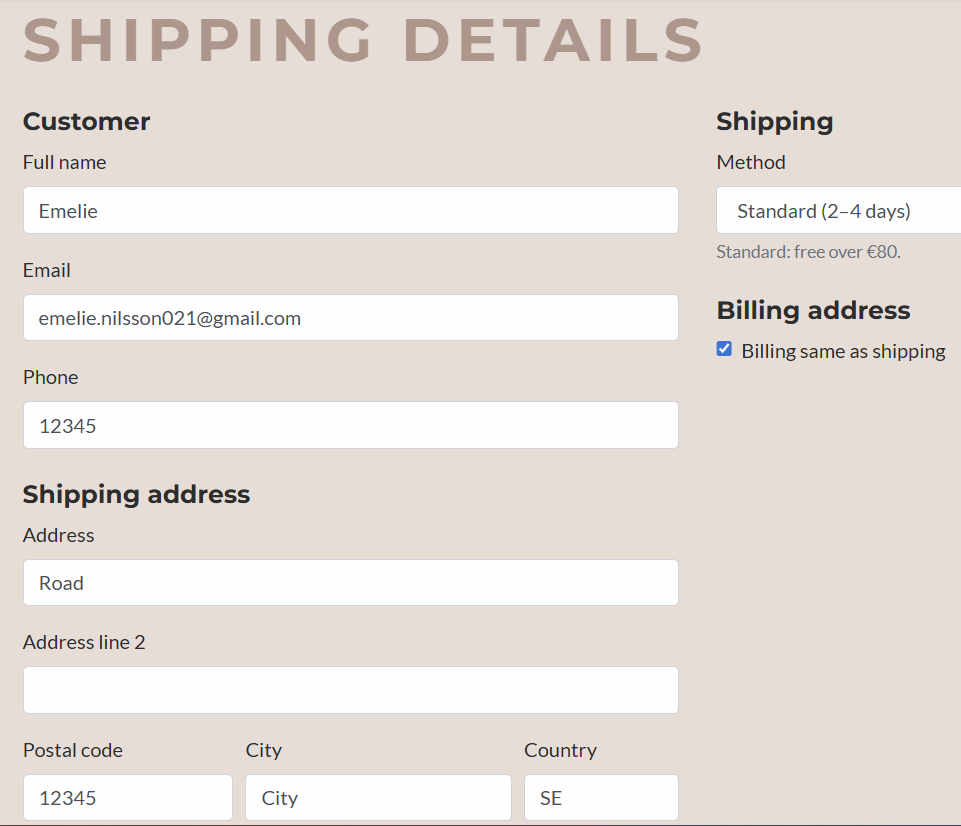 SHIPPING DETAILS
Customer
Full name
Emelie
Email
emelie.nilsson021@gmail.com
Phone
12345
Shipping address
Address
Road
Address line 2
Postal code City Country
12345 City SE
Shipping
Method
Standard (2–4 days)
Standard: free over €80.
Billing address
Billing same as shipping